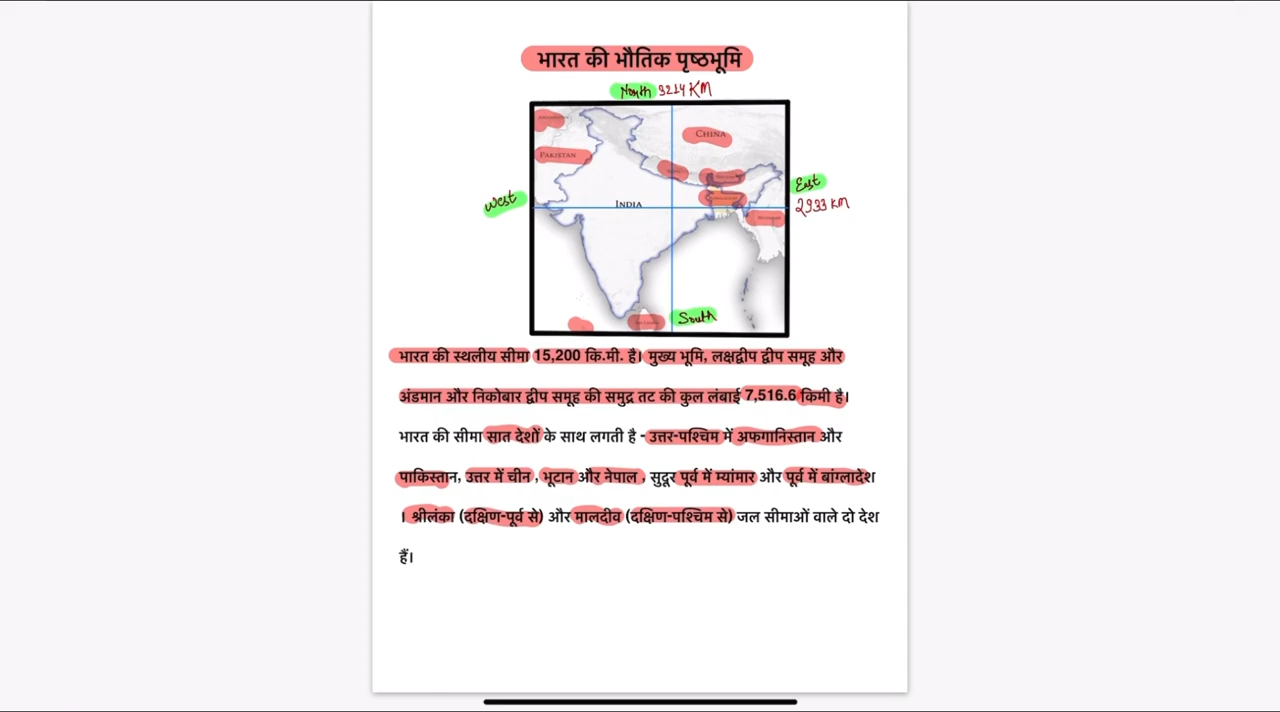 भारत की भौतिक पृष्ठभूमि
North 3214 KM
CHINA
PAKISTAN
East
West
INDIA
2933 KM
South
भारत की स्थलीय सीमा 15,200 कि.मी. है। मुख्य भूमि, लक्षद्वीप द्वीप समूह और
अंडमान और निकोबार द्वीप समूह की समुद्र तट की कुल लंबाई 7,516.6 किमी है।
भारत की सीमा सात देशों के साथ लगती है - उत्तर-पश्चिम में अफगानिस्तान और
पाकिस्तान, उत्तर में चीन , भूटान और नेपाल , सुदूर पूर्व में म्यांमार और पूर्व में बांग्लादेश
। श्रीलंका (दक्षिण-पूर्व से) और मालदीव (दक्षिण-पश्चिम से) जल सीमाओं वाले दो देश
हैं।